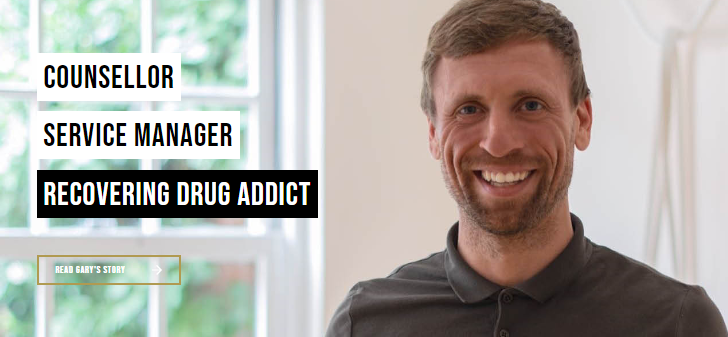 COUNSELLOR
SERVICE MANAGER
RECOVERING DRUG ADDICT
READ GARY'S STORY